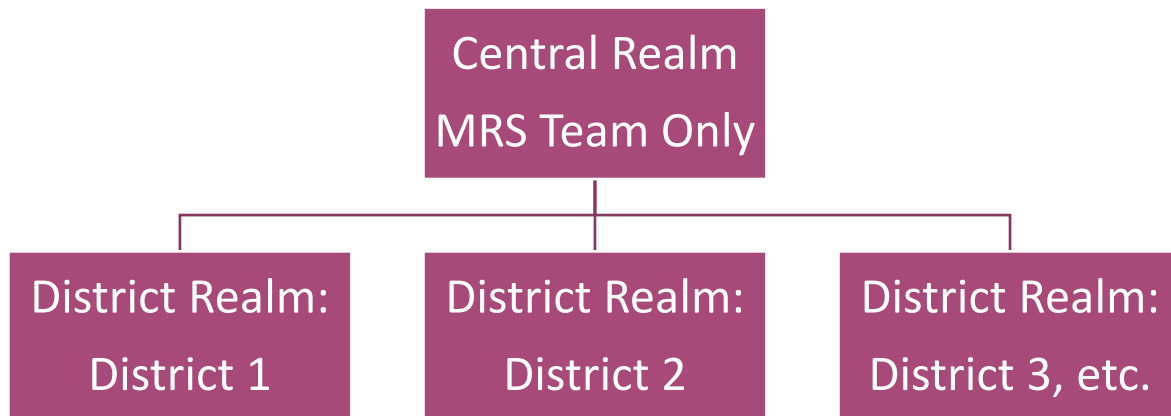 Central Realm
MRS Team Only
District Realm:
District 1
District Realm:
District 2
District Realm:
District 3, etc.